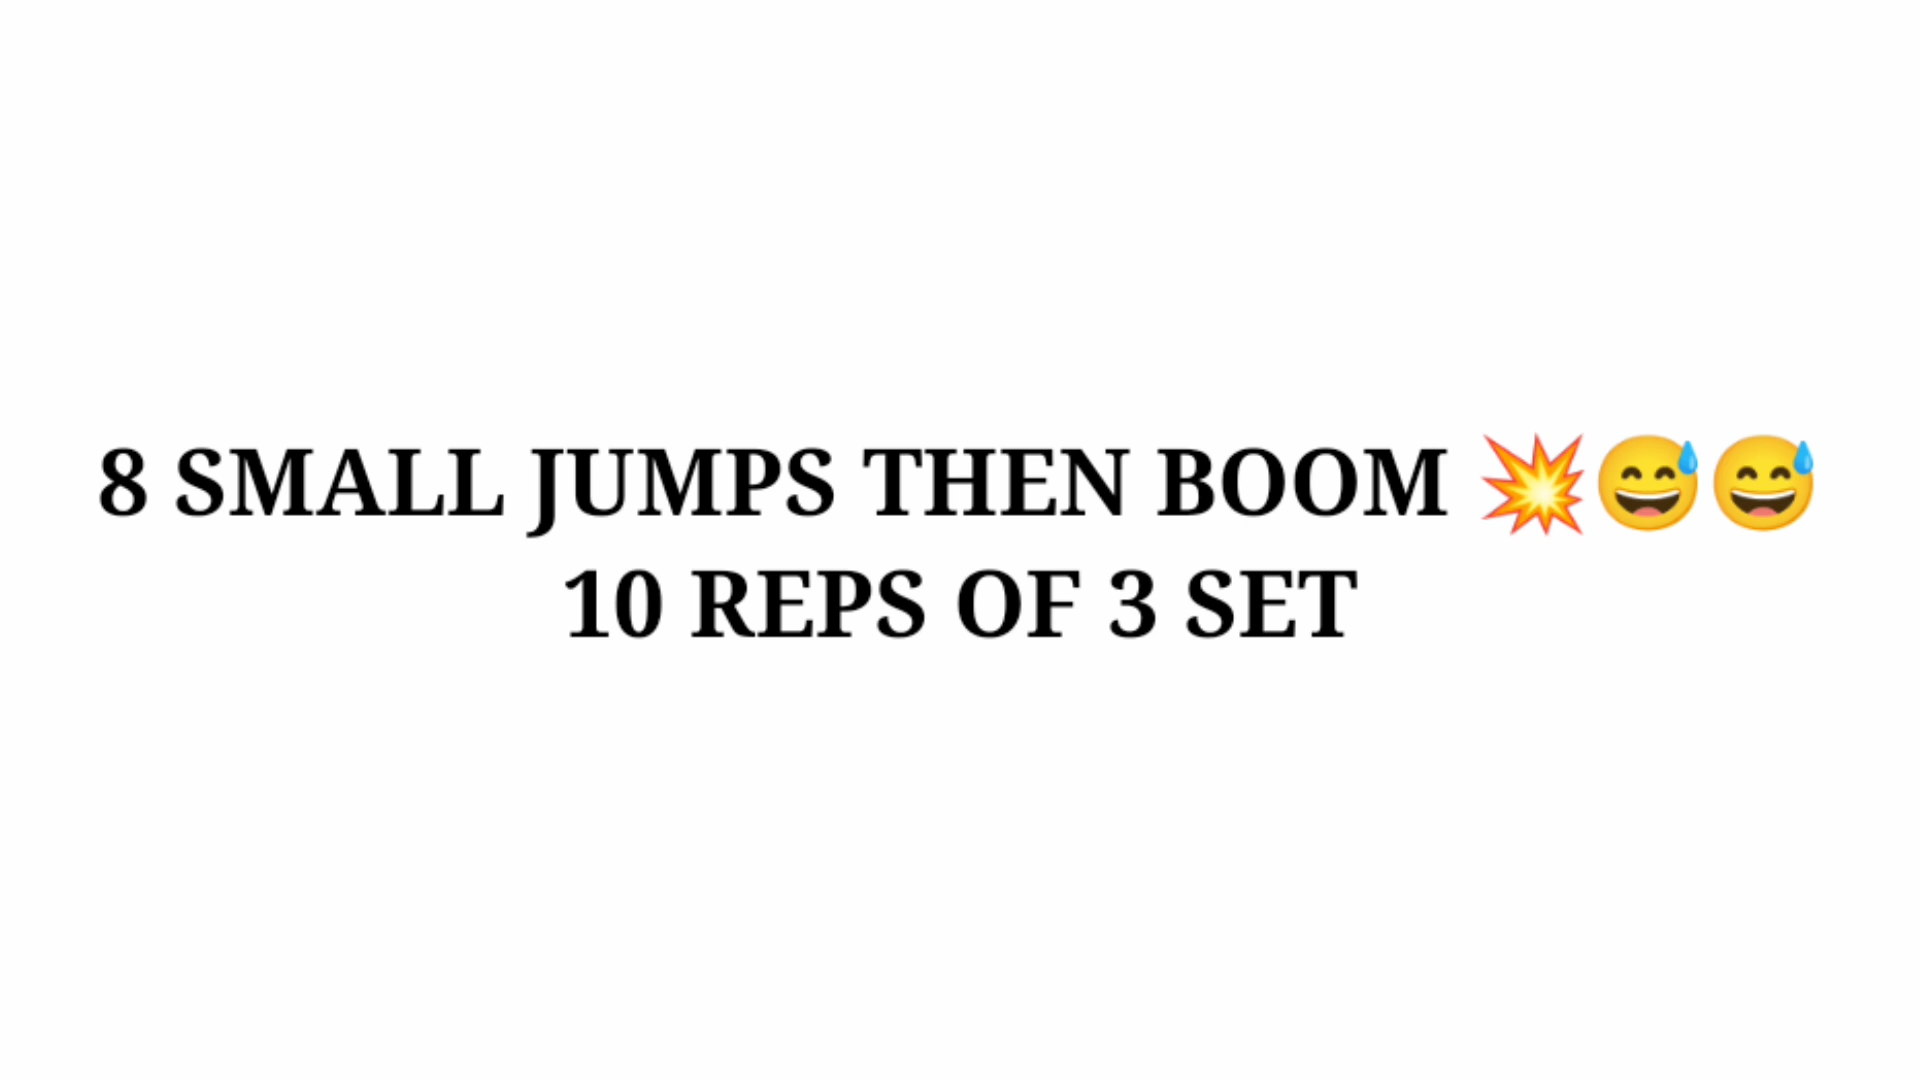 8 SMALL JUMPS THEN BOOM 💥😅😅
10 REPS OF 3 SET